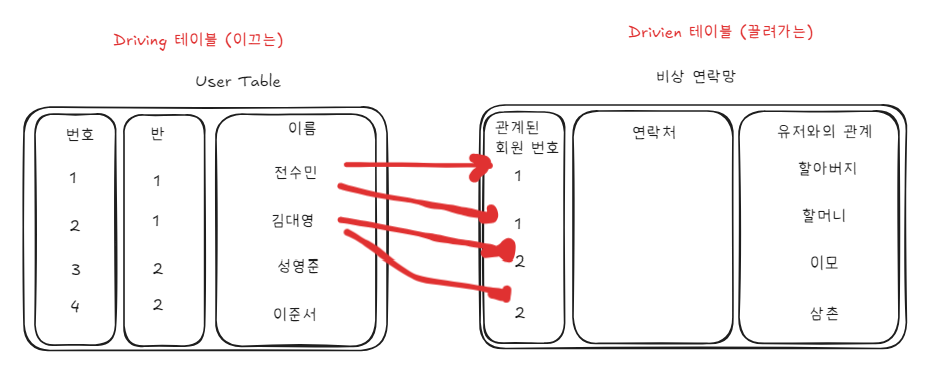 Driving 테이블 (이끄는)
Drivien 테이블 (끌려가는)
User Table
비상 연락망
번호 반 이름
1 1 전수민
2 1 김대영
3 2 성영준
4 2 이준서
관계된
회원 번호 연락처 유저와의 관계
1 할아버지
1 할머니
2 이모
2 삼촌